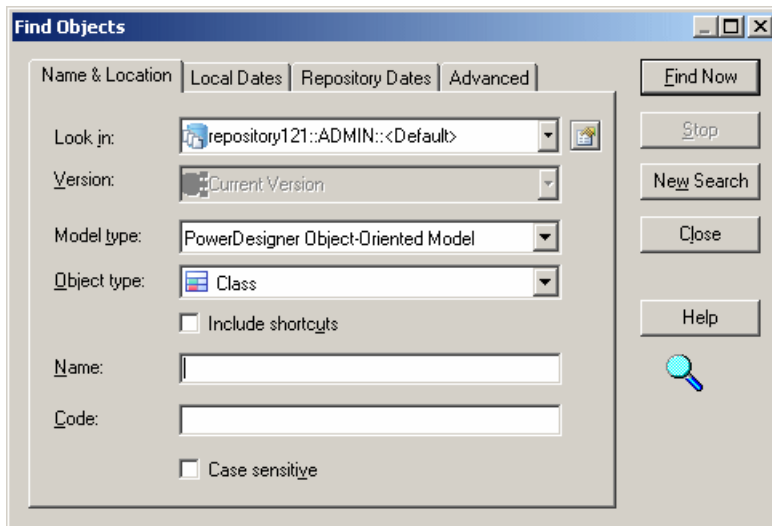 Find Objects
Name & Location Local Dates Repository Dates Advanced
Find Now
Look in: repository121::ADMIN::<Default>
Stop
Version: Current Version
New Search
Model type: PowerDesigner Object-Oriented Model
Close
Object type: Class
Include shortcuts
Help
Name:
Code:
Case sensitive